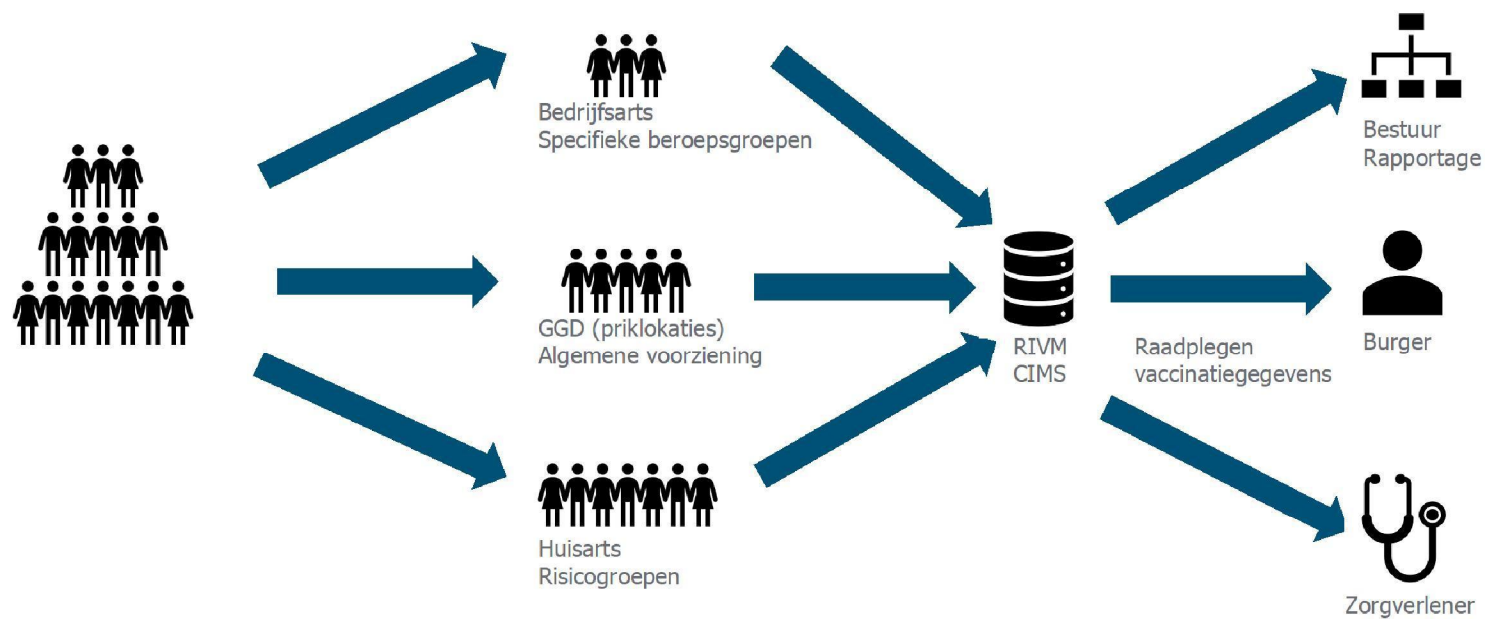 Bedrijfsarts
Specifieke beroepsgroepen
GGD (priklokaties)
Algemene voorziening
Huisarts
Risicogroepen
RIVM
CIMS
Raadplegen
vaccinatiegegevens
Bestuur
Rapportage
Burger
Zorgverlener